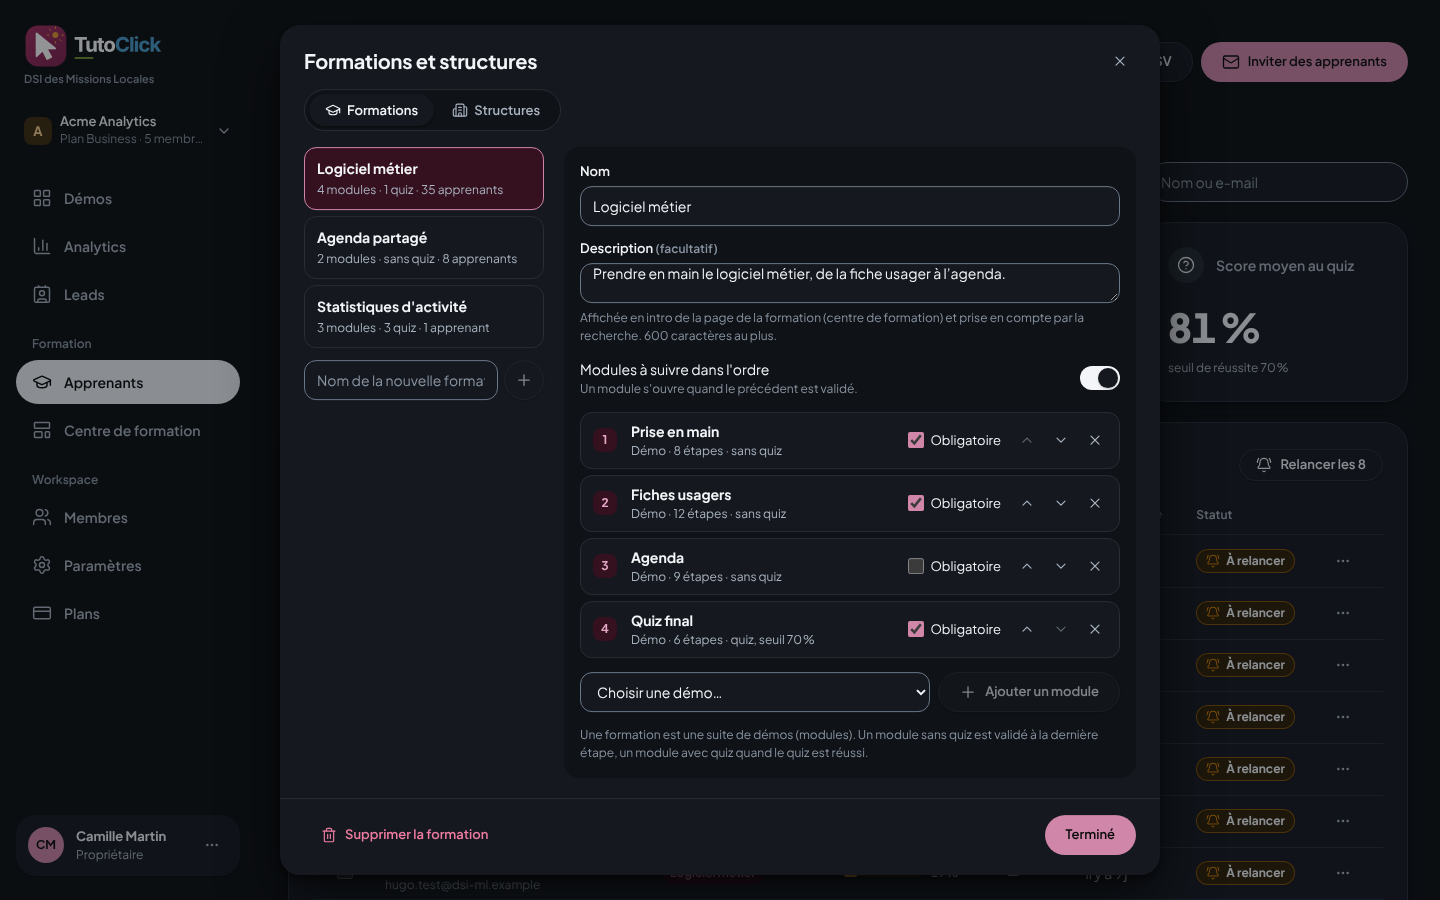 TutoClick
DSI des Missions Locales
A
Acme Analytics
Plan Business · 5 membr…
Démos
Analytics
Leads
Formation
Apprenants
Centre de formation
Workspace
Membres
Paramètres
Plans
CM
Camille Martin
Propriétaire
Formations et structures
Formations
Structures
Logiciel métier
4 modules · 1 quiz · 35 apprenants
Agenda partagé
2 modules · sans quiz · 8 apprenants
Statistiques d'activité
3 modules · 3 quiz · 1 apprenant
Nom de la nouvelle format
Nom
Logiciel métier
Description (facultatif)
Prendre en main le logiciel métier, de la fiche usager à l'agenda.
Affichée en intro de la page de la formation (centre de formation) et prise en compte par la
recherche. 600 caractères au plus.
Modules à suivre dans l'ordre
Un module s'ouvre quand le précédent est validé.
1
Prise en main
Démo · 8 étapes · sans quiz
Obligatoire
2
Fiches usagers
Démo · 12 étapes · sans quiz
Obligatoire
3
Agenda
Démo · 9 étapes · sans quiz
Obligatoire
4
Quiz final
Démo · 6 étapes · quiz, seuil 70 %
Obligatoire
Choisir une démo…
Ajouter un module
Une formation est une suite de démos (modules). Un module sans quiz est validé à la dernière
étape, un module avec quiz quand le quiz est réussi.
Supprimer la formation
Terminé
SV
Inviter des apprenants
Nom ou e-mail
Score moyen au quiz
81 %
seuil de réussite 70 %
Relancer les 8
Statut
À relancer
À relancer
À relancer
À relancer
À relancer
À relancer
À relancer
hugo.test@dsi-ml.example